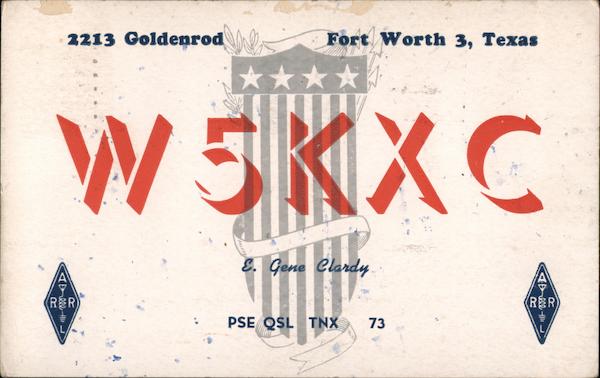 2213 Goldenrod Fort Worth 3, Texas
W5KXC
E. Gene Clardy
A
R R
L
A
R R
L
PSE QSL TNX 73